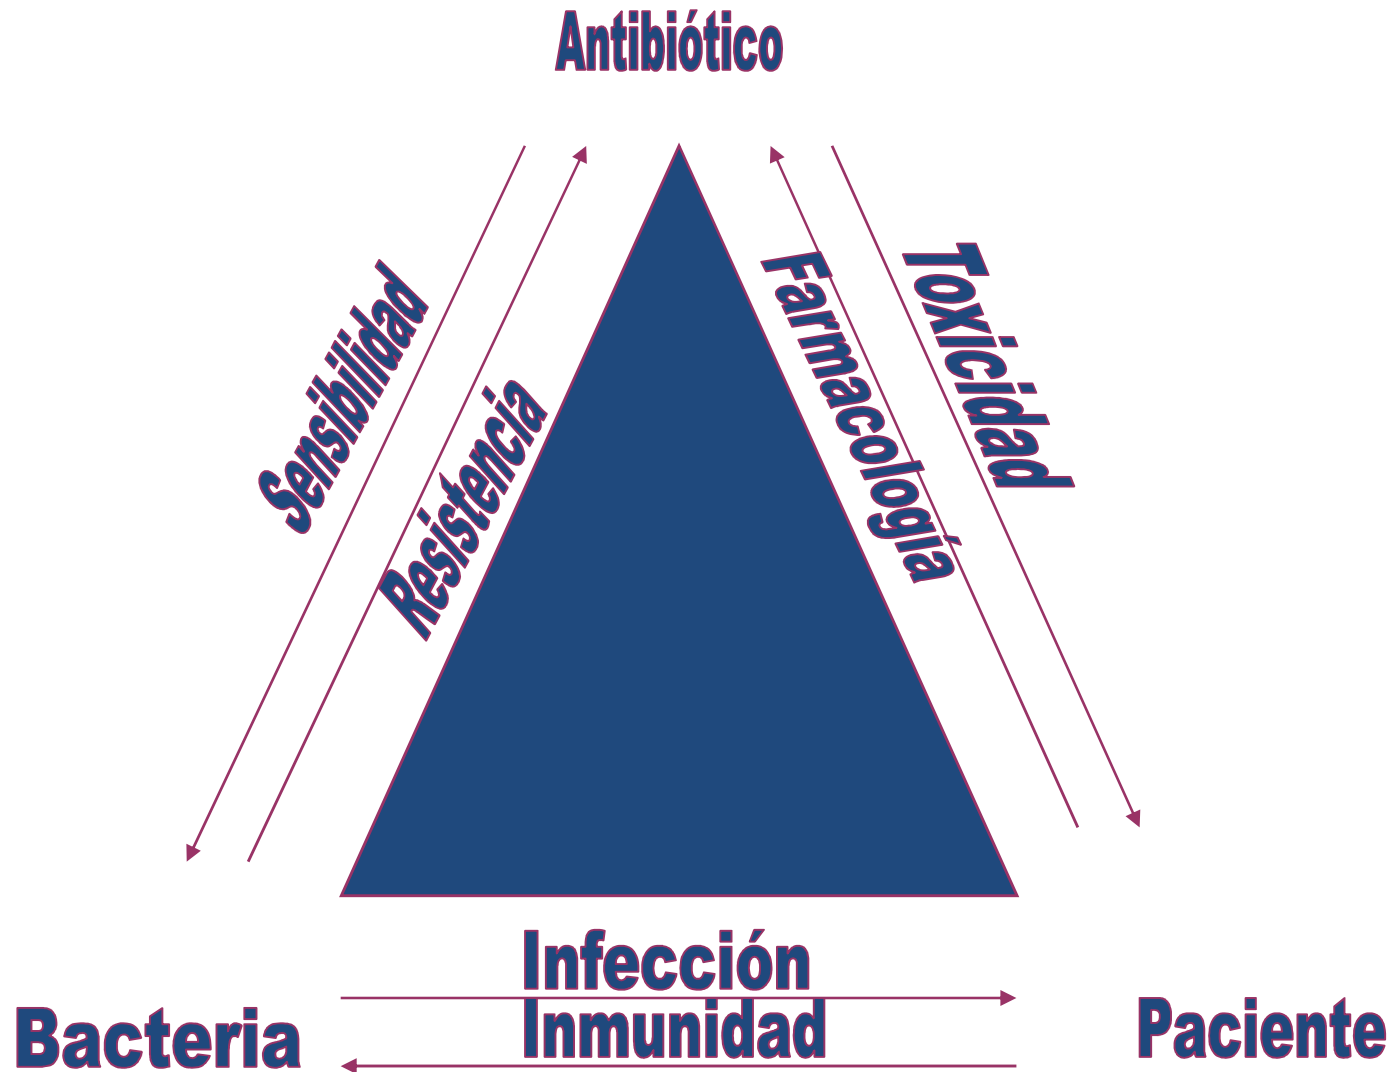 Antibiótico
Sensibilidad
Resistencia
Farmacología
Toxicidad
Infección
Inmunidad
Bacteria
Paciente